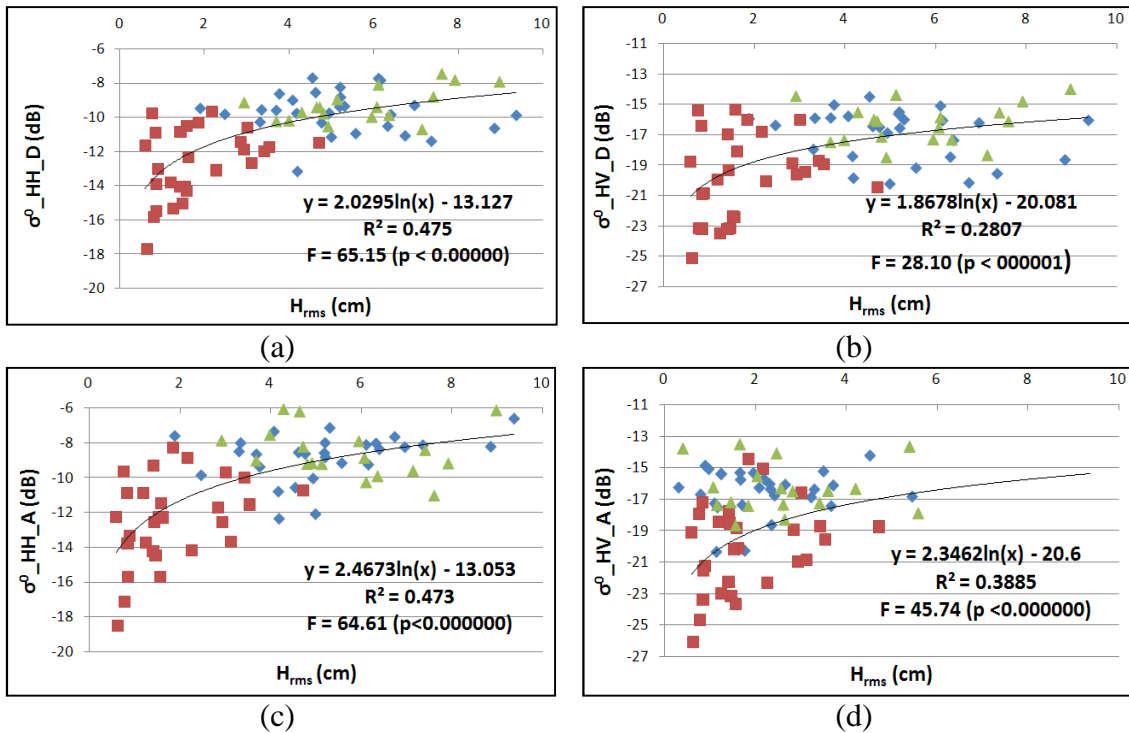 0 2 4 6 8 10
-6
-8
-10
-12
-14
-16
-18
-20
σ⁰_HH_D (dB)
y = 2.0295ln(x) - 13.127
R² = 0.475
F = 65.15 (p < 0.00000)
H_rms (cm)
(a)
0 2 4 6 8 10
-11
-13
-15
-17
-19
-21
-23
-25
-27
σ⁰_HV_D (dB)
y = 1.8678ln(x) - 20.081
R² = 0.2807
F = 28.10 (p < 000001)
H_rms (cm)
(b)
0 2 4 6 8 10
-6
-8
-10
-12
-14
-16
-18
-20
σ⁰_HH_A (dB)
y = 2.4673ln(x) - 13.053
R² = 0.473
F = 64.61 (p<0.000000)
H_rms (cm)
(c)
0 2 4 6 8 10
-11
-13
-15
-17
-19
-21
-23
-25
-27
σ⁰_HV_A (dB)
y = 2.3462ln(x) - 20.6
R² = 0.3885
F = 45.74 (p <0.000000)
H_rms (cm)
(d)